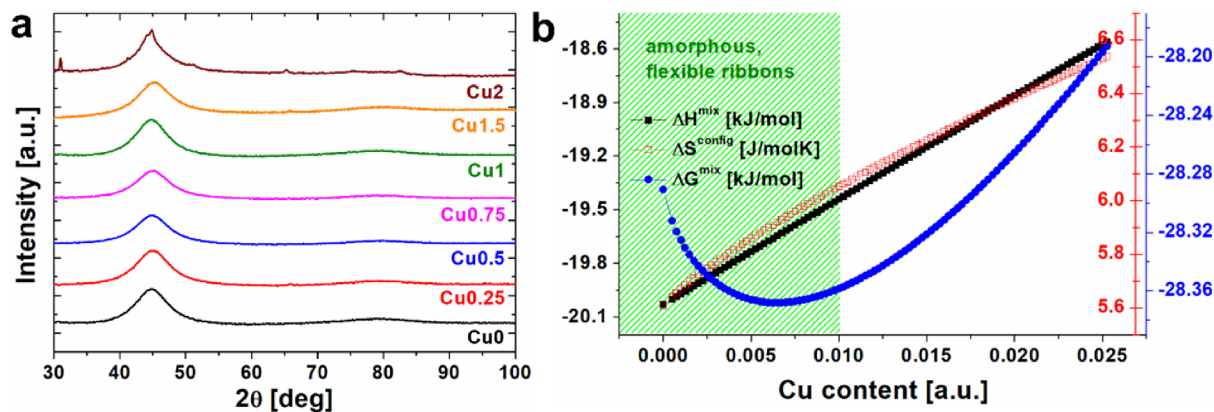 a
Intensity [a.u.]
Cu2
Cu1.5
Cu1
Cu0.75
Cu0.5
Cu0.25
Cu0
30 40 50 60 70 80 90 100
2θ [deg]
b
amorphous,
flexible ribbons
ΔH^mix [kJ/mol]
ΔS^config [J/molK]
ΔG^mix [kJ/mol]
-18.6
-18.9
-19.2
-19.5
-19.8
-20.1
0.000 0.005 0.010 0.015 0.020 0.025
Cu content [a.u.]
6.6
6.4
6.2
6.0
5.8
5.6
-28.20
-28.24
-28.28
-28.32
-28.36